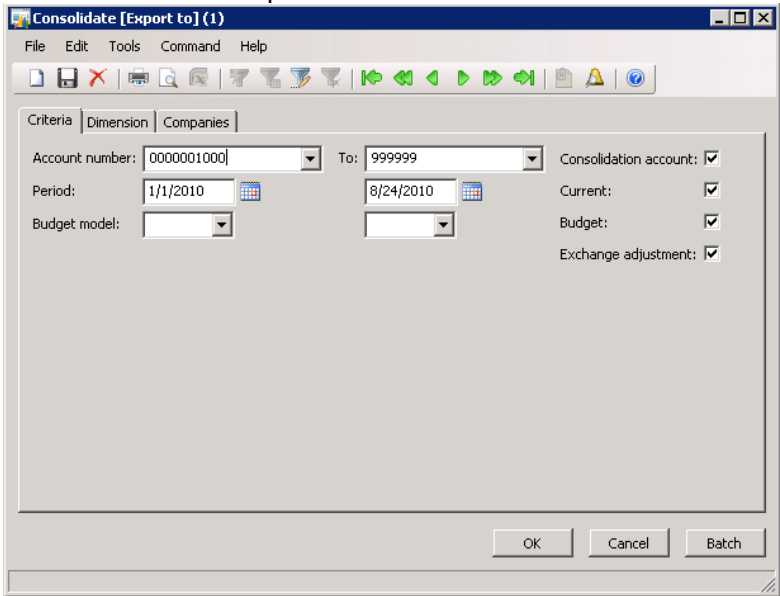 Consolidate [Export to] (1)
File Edit Tools Command Help
Criteria Dimension Companies
Account number: 0000001000 To: 999999 Consolidation account:
Period: 1/1/2010 8/24/2010 Current:
Budget model: Budget:
Exchange adjustment:
OK Cancel Batch